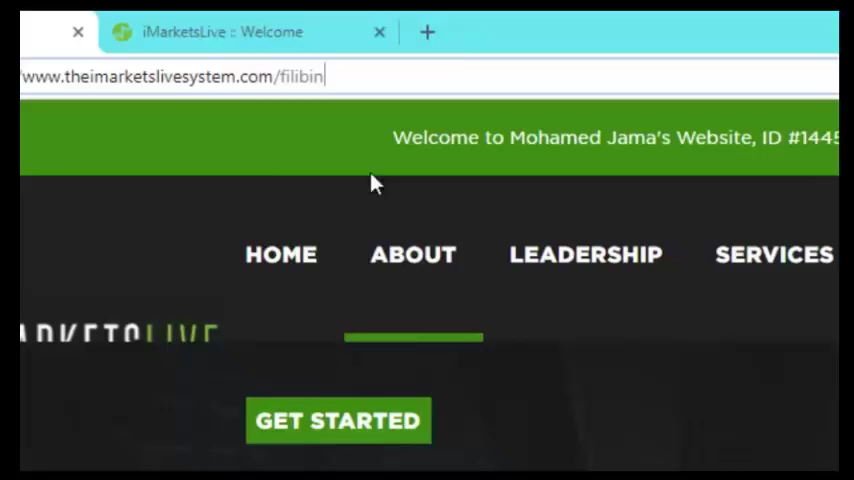 iMarketsLive :: Welcome
www.theimarketslivesystem.com/filibin
Welcome to Mohamed Jama's Website, ID #1445
HOME ABOUT LEADERSHIP SERVICES
ARKETSLIVE
GET STARTED